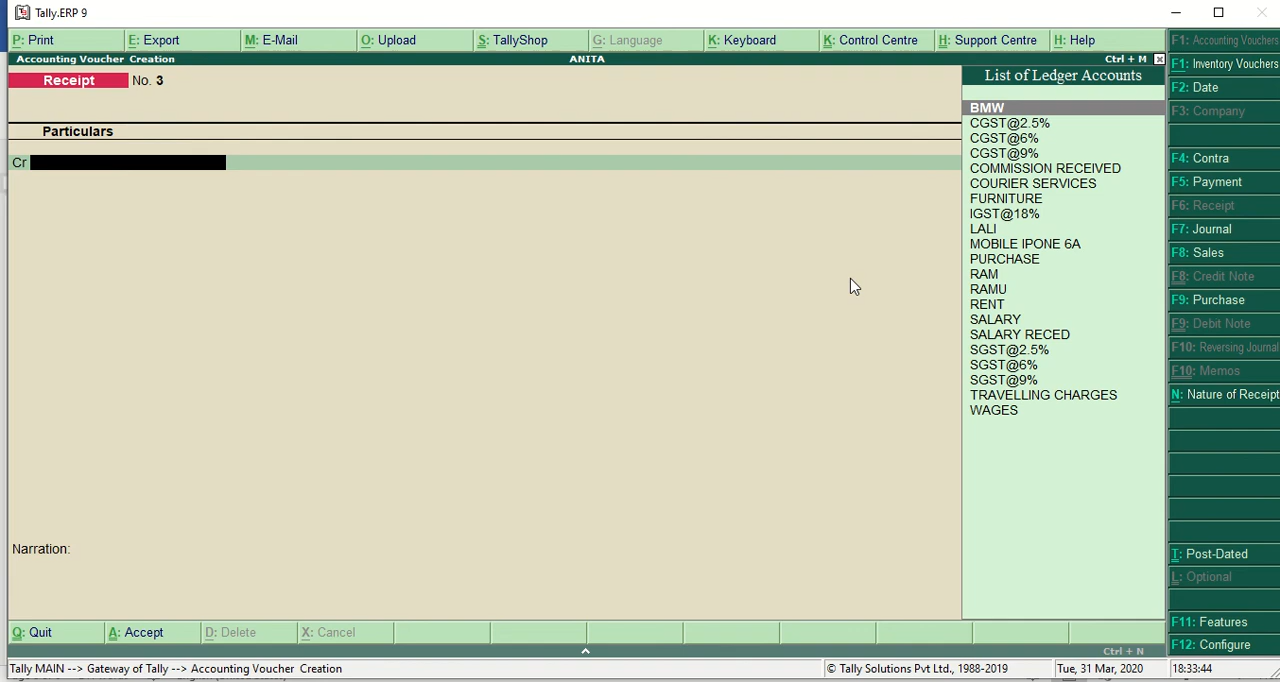 Tally.ERP 9
P: Print E: Export M: E-Mail O: Upload S: TallyShop G: Language K: Keyboard K: Control Centre H: Support Centre H: Help
Accounting Voucher Creation ANITA Ctrl + M
Receipt No. 3
Particulars
Cr
Narration:
List of Ledger Accounts
BMW
CGST@2.5%
CGST@6%
CGST@9%
COMMISSION RECEIVED
COURIER SERVICES
FURNITURE
IGST@18%
LALI
MOBILE IPONE 6A
PURCHASE
RAM
RAMU
RENT
SALARY
SALARY RECED
SGST@2.5%
SGST@6%
SGST@9%
TRAVELLING CHARGES
WAGES
F1: Accounting Vouchers
F1: Inventory Vouchers
F2: Date
F3: Company
F4: Contra
F5: Payment
F6: Receipt
F7: Journal
F8: Sales
F8: Credit Note
F9: Purchase
F9: Debit Note
F10: Reversing Journal
F10: Memos
N: Nature of Receipt
T: Post-Dated
L: Optional
F11: Features
F12: Configure
Q: Quit A: Accept D: Delete X: Cancel
Ctrl + N
Tally MAIN --> Gateway of Tally --> Accounting Voucher Creation © Tally Solutions Pvt Ltd., 1988-2019 Tue, 31 Mar, 2020 18:33:44